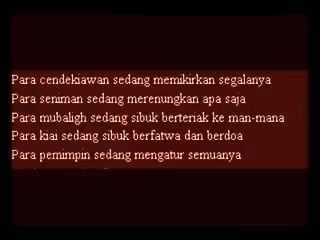 Para cendekiawan sedang memikirkan segalanya
Para seniman sedang merenungkan apa saja
Para mubaligh sedang sibuk berteriak ke man-mana
Para kiai sedang sibuk berfatwa dan berdoa
Para pemimpin sedang mengatur semuanya